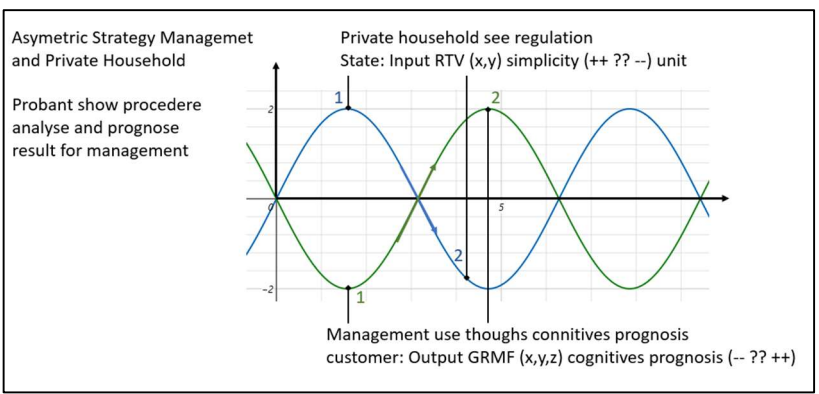 Asymetric Strategy Managemet
and Private Household
Probant show procedere
analyse and prognose
result for management
Private household see regulation
State: Input RTV (x,y) simplicity (++ ?? --) unit
1
2
2
0
5
2
-2
1
Management use thoughs connitives prognosis
customer: Output GRMF (x,y,z) cognitives prognosis (-- ?? ++)